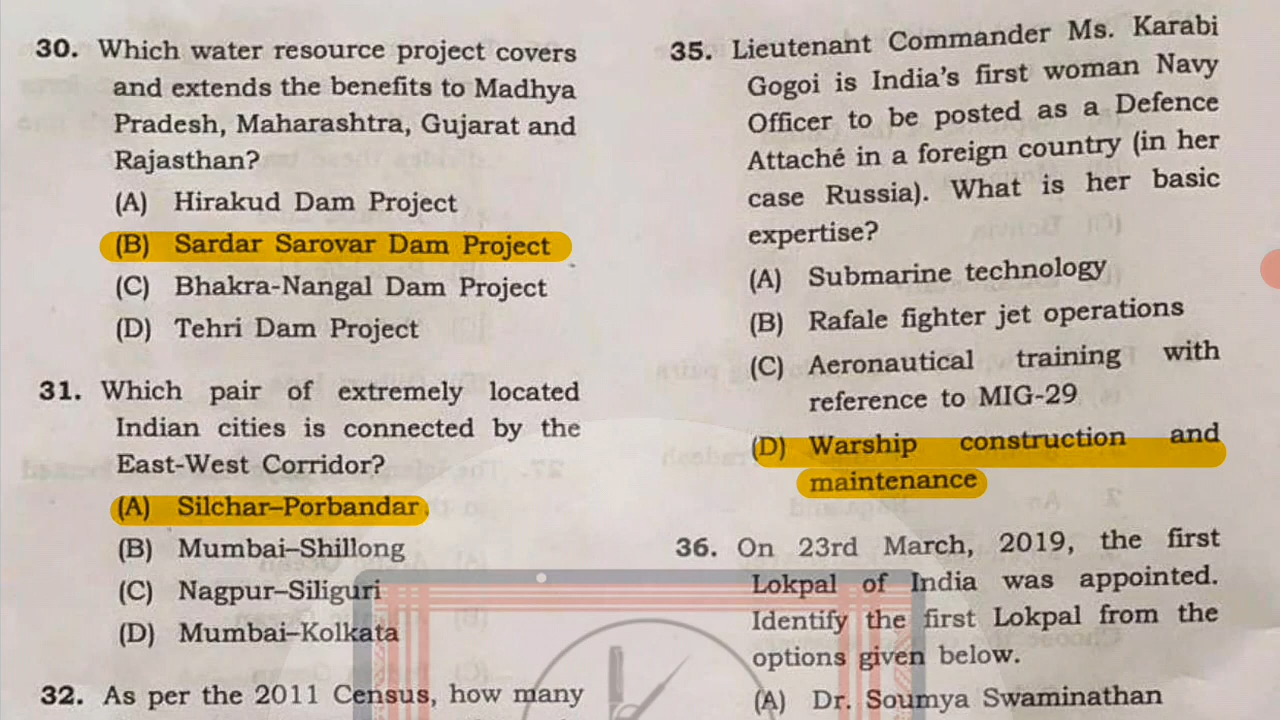 30. Which water resource project covers
and extends the benefits to Madhya
Pradesh, Maharashtra, Gujarat and
Rajasthan?
(A) Hirakud Dam Project
(B) Sardar Sarovar Dam Project
(C) Bhakra-Nangal Dam Project
(D) Tehri Dam Project
31. Which pair of extremely located
Indian cities is connected by the
East-West Corridor?
(A) Silchar–Porbandar
(B) Mumbai–Shillong
(C) Nagpur–Siliguri
(D) Mumbai–Kolkata
32. As per the 2011 Census, how many
35. Lieutenant Commander Ms. Karabi
Gogoi is India's first woman Navy
Officer to be posted as a Defence
Attaché in a foreign country (in her
case Russia). What is her basic
expertise?
(A) Submarine technology
(B) Rafale fighter jet operations
(C) Aeronautical training with
reference to MIG-29
(D) Warship construction and
maintenance
36. On 23rd March, 2019, the first
Lokpal of India was appointed.
Identify the first Lokpal from the
options given below.
(A) Dr. Soumya Swaminathan